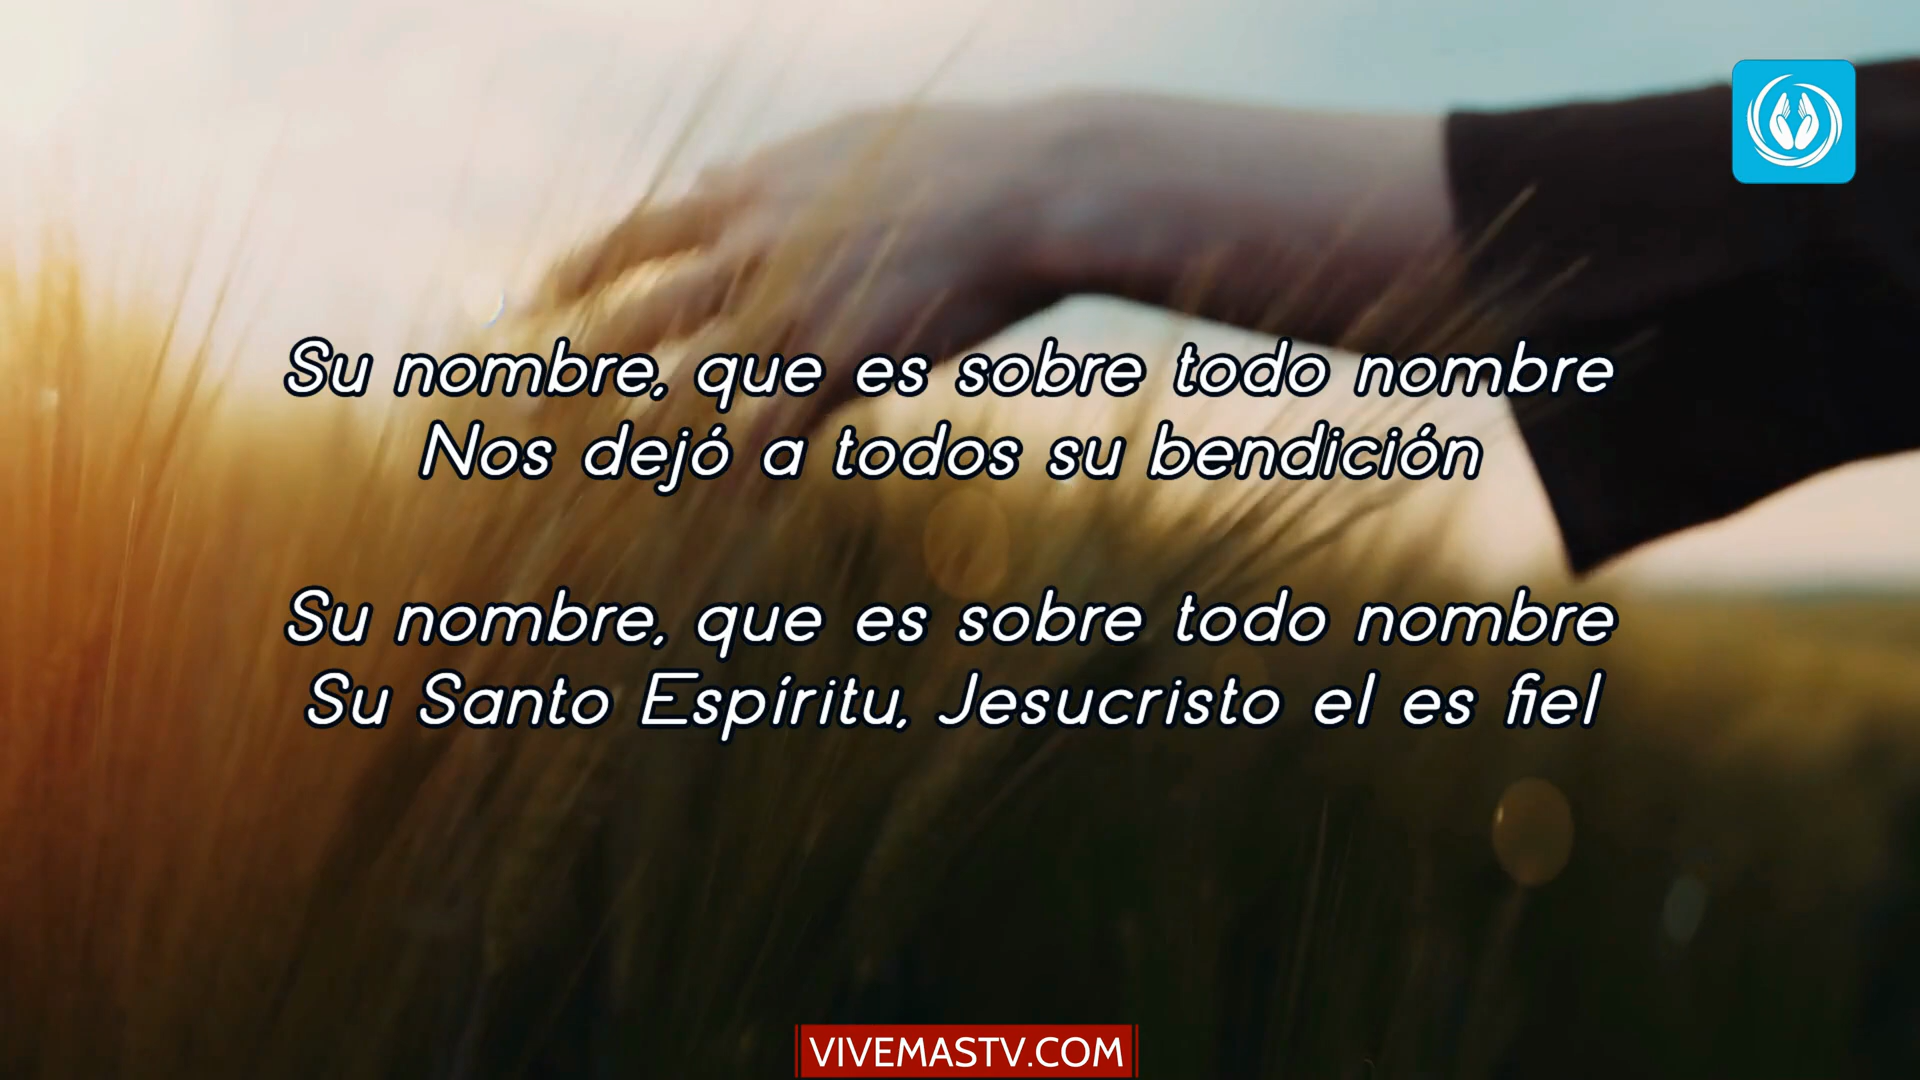 Su nombre, que es sobre todo nombre
Nos dejó a todos su bendición
Su nombre, que es sobre todo nombre
Su Santo Espíritu, Jesucristo el es fiel
VIVEMASTV.COM